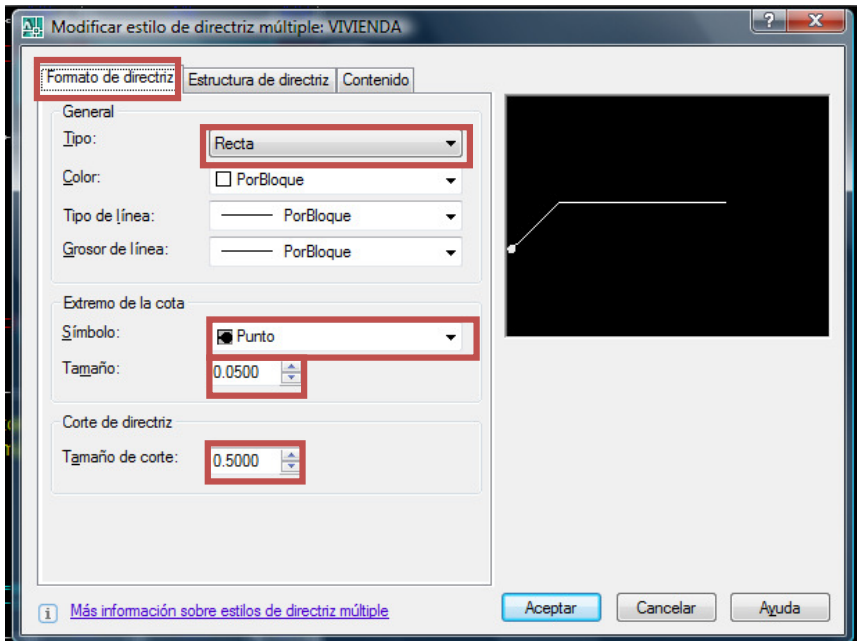 Modificar estilo de directriz múltiple: VIVIENDA
?
X
Formato de directriz Estructura de directriz Contenido
General
Tipo: Recta
Color: PorBloque
Tipo de línea: PorBloque
Grosor de línea: PorBloque
Extremo de la cota
Símbolo: Punto
Tamaño: 0.0500
Corte de directriz
Tamaño de corte: 0.5000
i Más información sobre estilos de directriz múltiple Aceptar Cancelar Ayuda